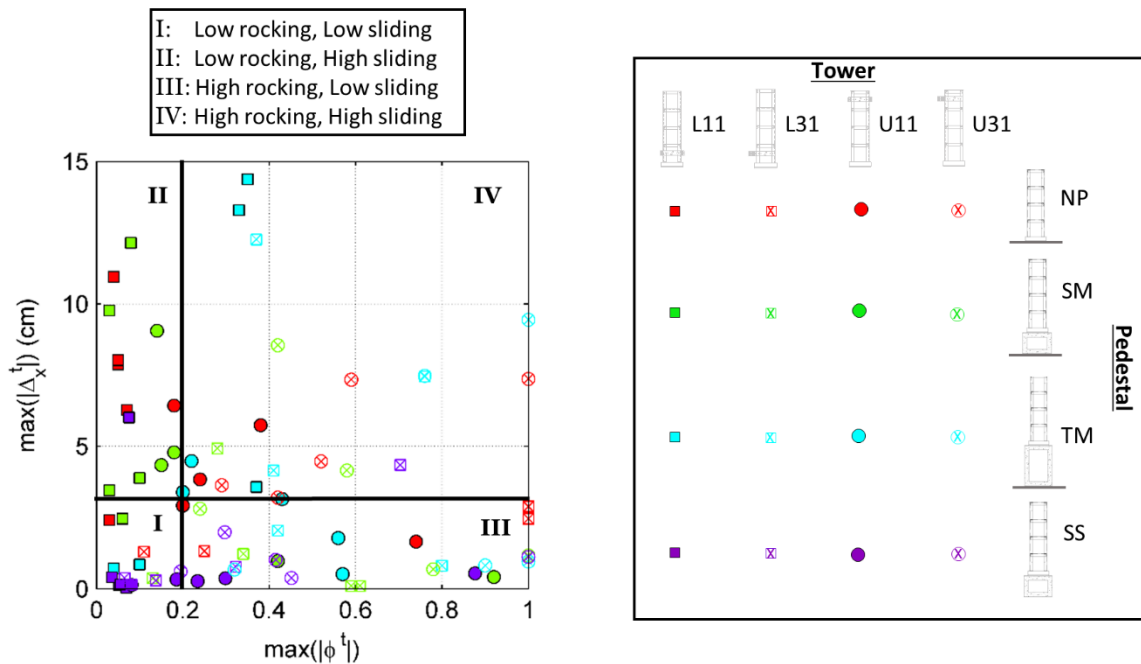 I: Low rocking, Low sliding
II: Low rocking, High sliding
III: High rocking, Low sliding
IV: High rocking, High sliding
15
10
5
0
max(|Δ_x^t|) (cm)
II
IV
I
III
0
0.2
0.4
0.6
0.8
1
max(|ϕ^t|)
Tower
L11
L31
U11
U31
NP
SM
TM
SS
Pedestal